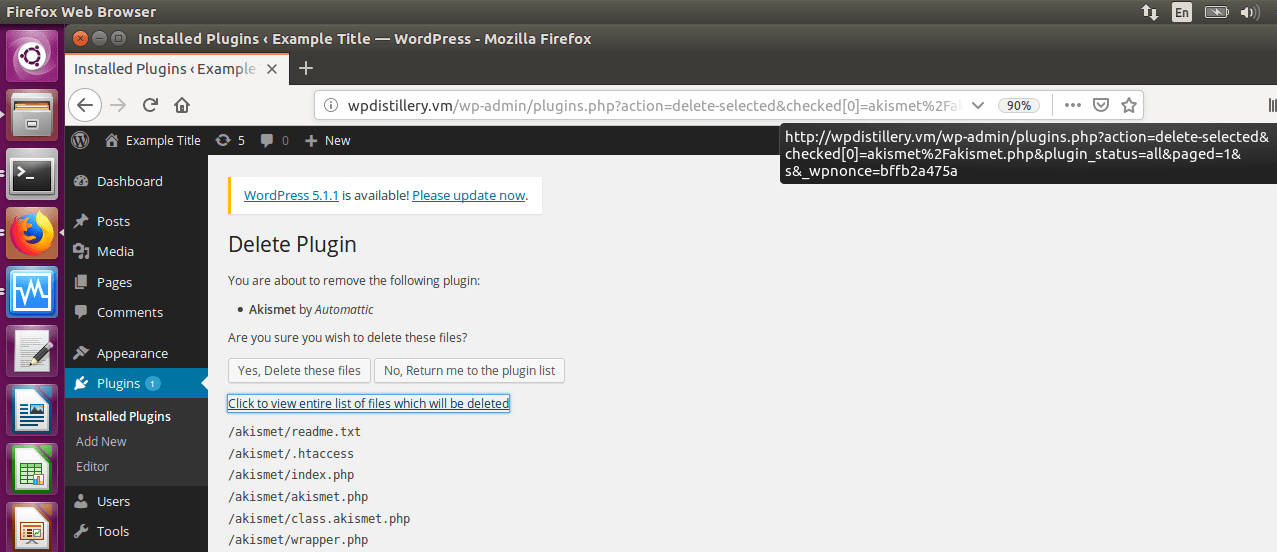 Firefox Web Browser
En
Installed Plugins ‹ Example Title — WordPress - Mozilla Firefox
Installed Plugins ‹ Example
wpdistillery.vm/wp-admin/plugins.php?action=delete-selected&checked[0]=akismet%2Fal
90%
http://wpdistillery.vm/wp-admin/plugins.php?action=delete-selected&
checked[0]=akismet%2Fakismet.php&plugin_status=all&paged=1&
s&_wpnonce=bffb2a475a
Example Title 5 0 New
Dashboard
Posts
Media
Pages
Comments
Appearance
Plugins 1
Installed Plugins
Add New
Editor
Users
Tools
WordPress 5.1.1 is available! Please update now.
Delete Plugin
You are about to remove the following plugin:
Akismet by Automattic
Are you sure you wish to delete these files?
Yes, Delete these files
No, Return me to the plugin list
Click to view entire list of files which will be deleted
/akismet/readme.txt
/akismet/.htaccess
/akismet/index.php
/akismet/akismet.php
/akismet/class.akismet.php
/akismet/wrapper.php